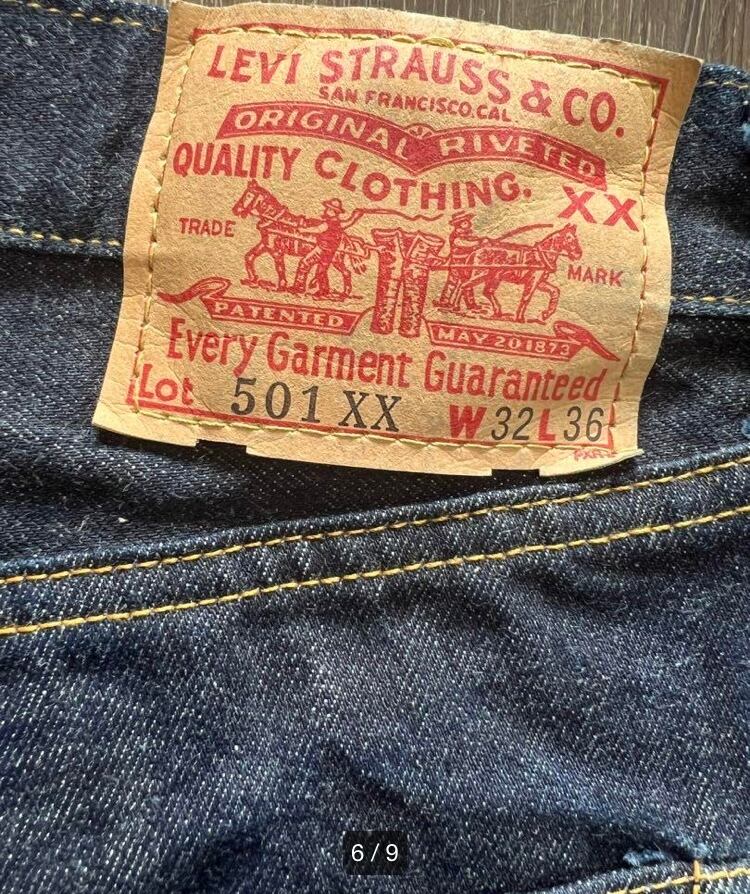 LEVI STRAUSS & CO.
SAN FRANCISCO.CAL
ORIGINAL RIVETED
QUALITY CLOTHING. XX
TRADE MARK
PATENTED MAY 20 1873
Every Garment Guaranteed
Lot 501 XX W 32 L 36
6 / 9